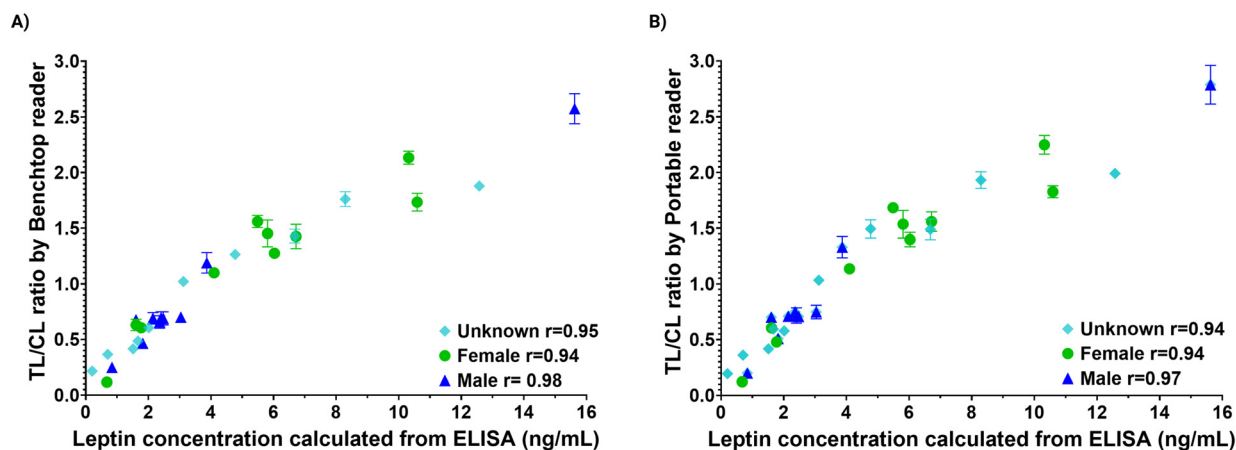 A)
TL/CL ratio by Benchtop reader
3.0
2.5
2.0
1.5
1.0
0.5
0.0
0 2 4 6 8 10 12 14 16
Leptin concentration calculated from ELISA (ng/mL)
Unknown r=0.95
Female r=0.94
Male r= 0.98
B)
TL/CL ratio by Portable reader
3.0
2.5
2.0
1.5
1.0
0.5
0.0
0 2 4 6 8 10 12 14 16
Leptin concentration calculated from ELISA (ng/mL)
Unknown r=0.94
Female r=0.94
Male r=0.97